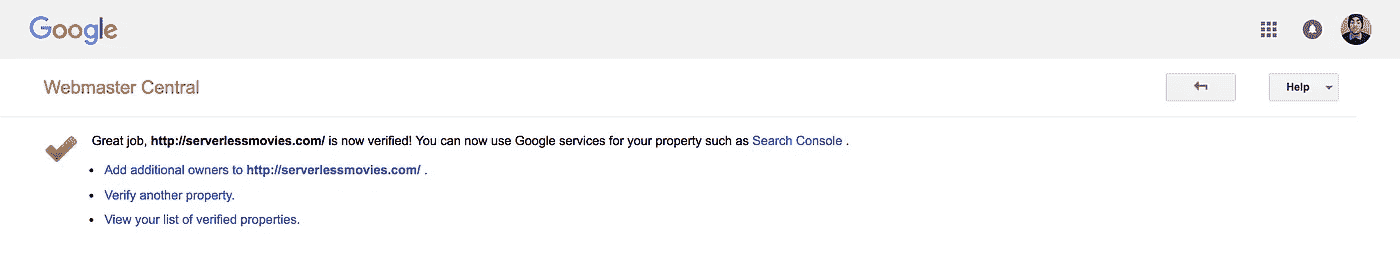 Google
Webmaster Central
Help
Great job, http://serverlessmovies.com/ is now verified! You can now use Google services for your property such as Search Console .
Add additional owners to http://serverlessmovies.com/ .
Verify another property.
View your list of verified properties.